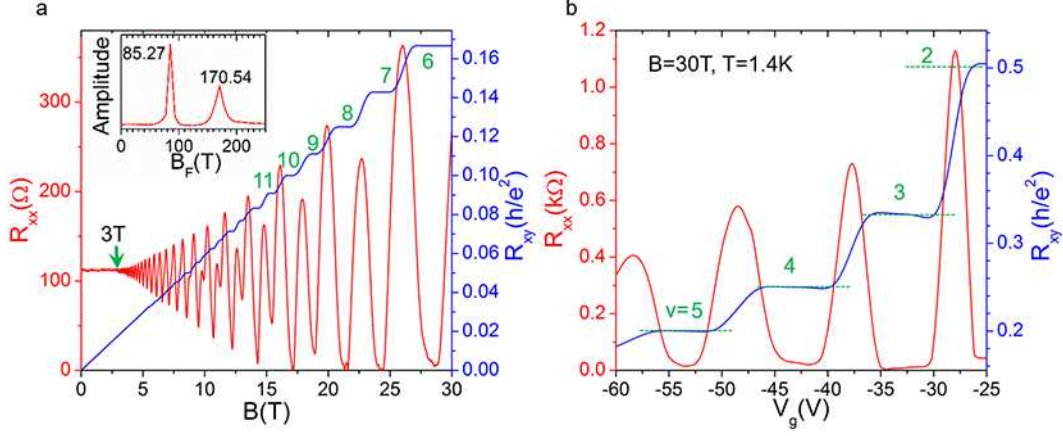 a
Amplitude
85.27
170.54
0 100 200
B_F(T)
3T
11 10 9 8 7 6
R_xx(Ω)
0 100 200 300
R_xy(h/e²)
0.00 0.02 0.04 0.06 0.08 0.10 0.12 0.14 0.16
0 5 10 15 20 25 30
B(T)
b
B=30T, T=1.4K
2
3
4
v=5
R_xx(kΩ)
0.0 0.2 0.4 0.6 0.8 1.0 1.2
R_xy(h/e²)
0.2 0.3 0.4 0.5
-60 -55 -50 -45 -40 -35 -30 -25
V_g(V)